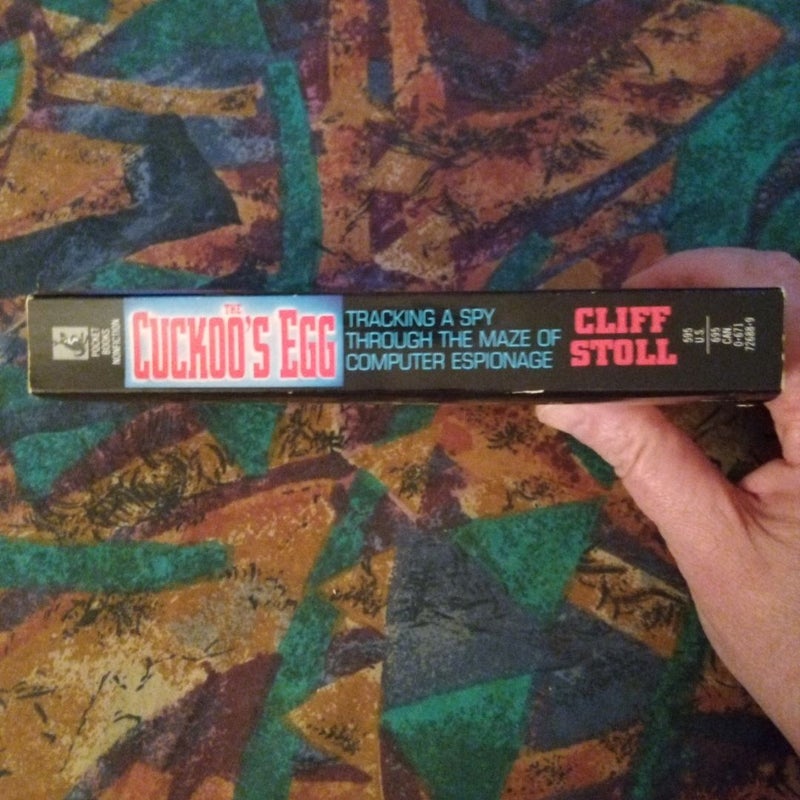 POCKET
BOOKS
NONFICTION
THE
CUCKOO'S EGG
TRACKING A SPY
THROUGH THE MAZE OF
COMPUTER ESPIONAGE
CLIFF
STOLL
595
U.S.
695
CAN
0-671
72688-9